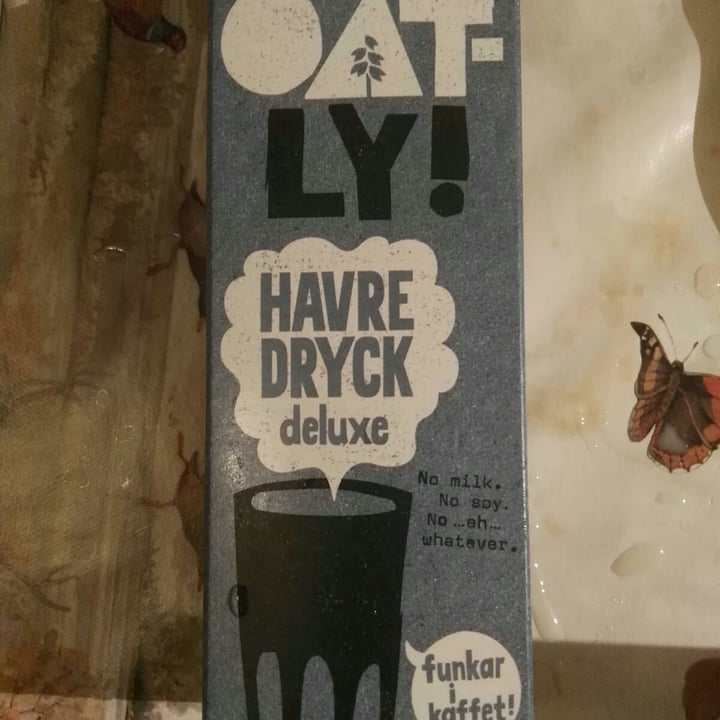 OAT-
LY!
HAVRE
DRYCK
deluxe
No milk.
No soy.
No ...eh...
whatever.
funkar
i
kaffet!